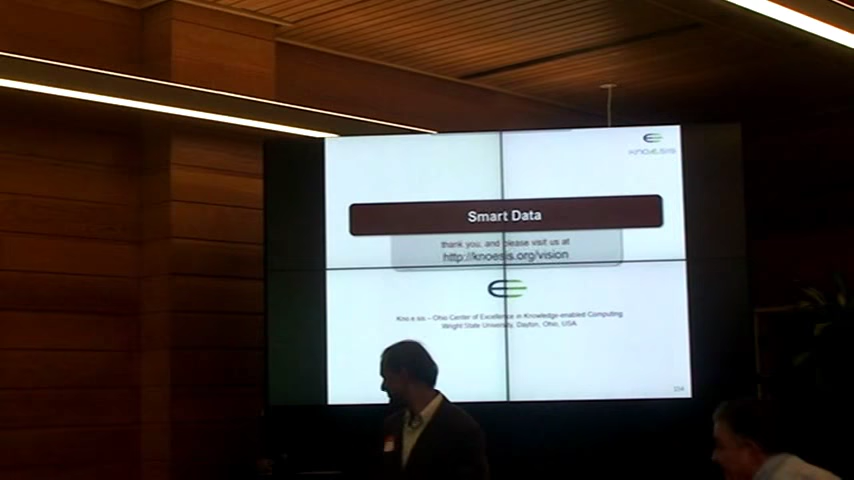 KNOESIS
Smart Data
thank you, and please visit us at
http://knoesis.org/vision
Kno.e.sis – Ohio Center of Excellence in Knowledge-enabled Computing
Wright State University, Dayton, Ohio, USA